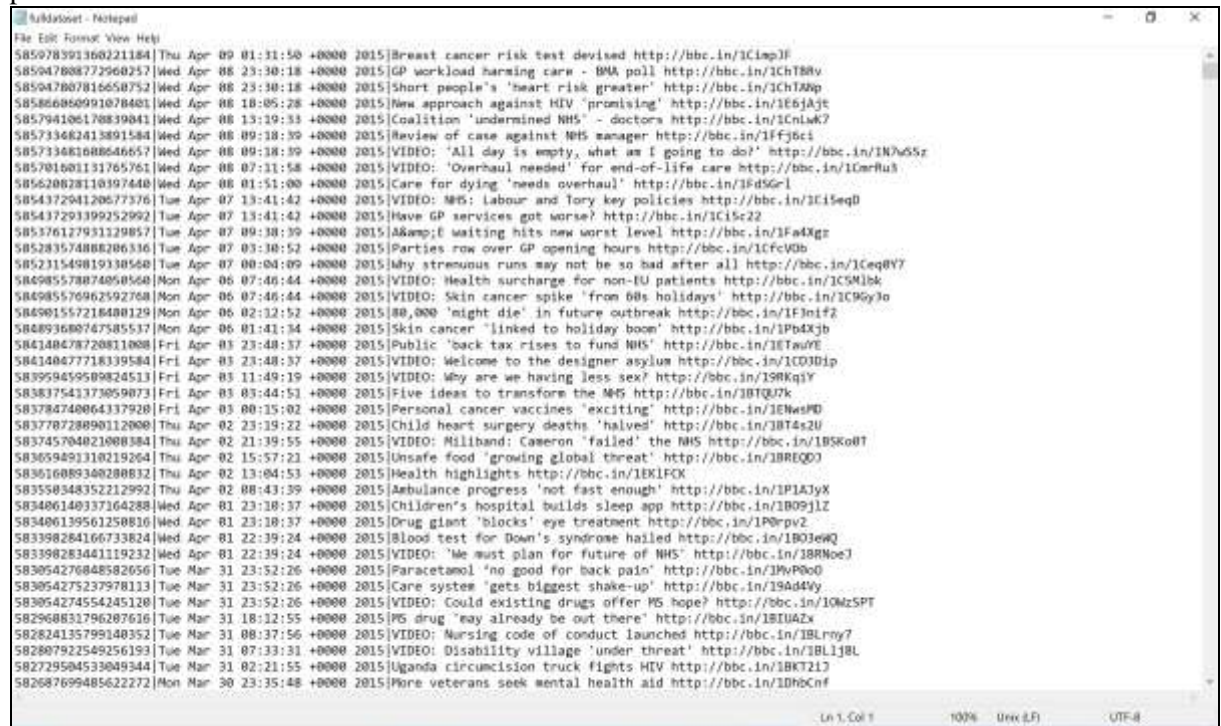 fulldataset - Notepad
File Edit Format View Help
585978391360221184|Thu Apr 09 01:31:50 +0000 2015|Breast cancer risk test devised http://bbc.in/1CimpJF
585947808772960257|Wed Apr 08 23:30:18 +0000 2015|GP workload harming care - BMA poll http://bbc.in/1ChTBRv
585947807816650752|Wed Apr 08 23:30:18 +0000 2015|Short people's 'heart risk greater' http://bbc.in/1ChTANp
585866060991078401|Wed Apr 08 18:05:28 +0000 2015|New approach against HIV 'promising' http://bbc.in/1E6jAjt
585794106170839041|Wed Apr 08 13:19:33 +0000 2015|Coalition 'undermined NHS' - doctors http://bbc.in/1CnLwK7
585733482413891584|Wed Apr 08 09:18:39 +0000 2015|Review of case against NHS manager http://bbc.in/1Ffj6ci
585733481608646657|Wed Apr 08 09:18:39 +0000 2015|VIDEO: 'All day is empty, what am I going to do?' http://bbc.in/1N7wSSz
585701601131765761|Wed Apr 08 07:11:58 +0000 2015|VIDEO: 'Overhaul needed' for end-of-life care http://bbc.in/1CmrRu3
585620828110397440|Wed Apr 08 01:51:00 +0000 2015|Care for dying 'needs overhaul' http://bbc.in/1FdSGrl
585437294120677376|Tue Apr 07 13:41:42 +0000 2015|VIDEO: NHS: Labour and Tory key policies http://bbc.in/1Ci5eqD
585437293399252992|Tue Apr 07 13:41:42 +0000 2015|Have GP services got worse? http://bbc.in/1Ci5c22
585376127931129857|Tue Apr 07 09:38:39 +0000 2015|A&amp;E waiting hits new worst level http://bbc.in/1Fa4Xgz
585283574888206336|Tue Apr 07 03:30:52 +0000 2015|Parties row over GP opening hours http://bbc.in/1CfcVOb
585231549819330560|Tue Apr 07 00:04:09 +0000 2015|Why strenuous runs may not be so bad after all http://bbc.in/1Ceq0Y7
584985578074050560|Mon Apr 06 07:46:44 +0000 2015|VIDEO: Health surcharge for non-EU patients http://bbc.in/1C5Mlbk
584985576962592768|Mon Apr 06 07:46:44 +0000 2015|VIDEO: Skin cancer spike 'from 60s holidays' http://bbc.in/1C9Gy3o
584901557218480129|Mon Apr 06 02:12:52 +0000 2015|80,000 'might die' in future outbreak http://bbc.in/1F3nif2
584893680747585537|Mon Apr 06 01:41:34 +0000 2015|Skin cancer 'linked to holiday boom' http://bbc.in/1Pb4Xjb
584140478720811008|Fri Apr 03 23:48:37 +0000 2015|Public 'back tax rises to fund NHS' http://bbc.in/1ETauYE
584140477718339584|Fri Apr 03 23:48:37 +0000 2015|VIDEO: Welcome to the designer asylum http://bbc.in/1CD3Dip
583959459509824513|Fri Apr 03 11:49:19 +0000 2015|VIDEO: Why are we having less sex? http://bbc.in/19RKqiY
583837541373059073|Fri Apr 03 03:44:51 +0000 2015|Five ideas to transform the NHS http://bbc.in/1BTQU7k
583784740064337920|Fri Apr 03 00:15:02 +0000 2015|Personal cancer vaccines 'exciting' http://bbc.in/1ENwsMD
583770728090112000|Thu Apr 02 23:19:22 +0000 2015|Child heart surgery deaths 'halved' http://bbc.in/1BT4s2U
583745704021008384|Thu Apr 02 21:39:55 +0000 2015|VIDEO: Miliband: Cameron 'failed' the NHS http://bbc.in/1BSKo0T
583659491310219264|Thu Apr 02 15:57:21 +0000 2015|Unsafe food 'growing global threat' http://bbc.in/1BREQDJ
583616089340280832|Thu Apr 02 13:04:53 +0000 2015|Health highlights http://bbc.in/1EKlFCK
583550348352212992|Thu Apr 02 08:43:39 +0000 2015|Ambulance progress 'not fast enough' http://bbc.in/1P1AJyX
583406140337164288|Wed Apr 01 23:10:37 +0000 2015|Children's hospital builds sleep app http://bbc.in/1BO9jlZ
583406139561250816|Wed Apr 01 23:10:37 +0000 2015|Drug giant 'blocks' eye treatment http://bbc.in/1P0rpv2
583398284166733824|Wed Apr 01 22:39:24 +0000 2015|Blood test for Down's syndrome hailed http://bbc.in/1BO3eWQ
583398283441119232|Wed Apr 01 22:39:24 +0000 2015|VIDEO: 'We must plan for future of NHS' http://bbc.in/1BRNoeJ
583054276848582656|Tue Mar 31 23:52:26 +0000 2015|Paracetamol 'no good for back pain' http://bbc.in/1MvP0oO
583054275237978113|Tue Mar 31 23:52:26 +0000 2015|Care system 'gets biggest shake-up' http://bbc.in/19Ad4Vy
583054274554245120|Tue Mar 31 23:52:26 +0000 2015|VIDEO: Could existing drugs offer MS hope? http://bbc.in/1OWzSPT
582968831796207616|Tue Mar 31 18:12:55 +0000 2015|MS drug 'may already be out there' http://bbc.in/1BIUAZx
582824135799140352|Tue Mar 31 08:37:56 +0000 2015|VIDEO: Nursing code of conduct launched http://bbc.in/1BLrny7
582807922549256193|Tue Mar 31 07:33:31 +0000 2015|VIDEO: Disability village 'under threat' http://bbc.in/1BL1jBL
582729504533049344|Tue Mar 31 02:21:55 +0000 2015|Uganda circumcision truck fights HIV http://bbc.in/1BKT2iJ
582687699485622272|Mon Mar 30 23:35:48 +0000 2015|More veterans seek mental health aid http://bbc.in/1DhbCnf
Ln 1, Col 1 100% Unix (LF) UTF-8